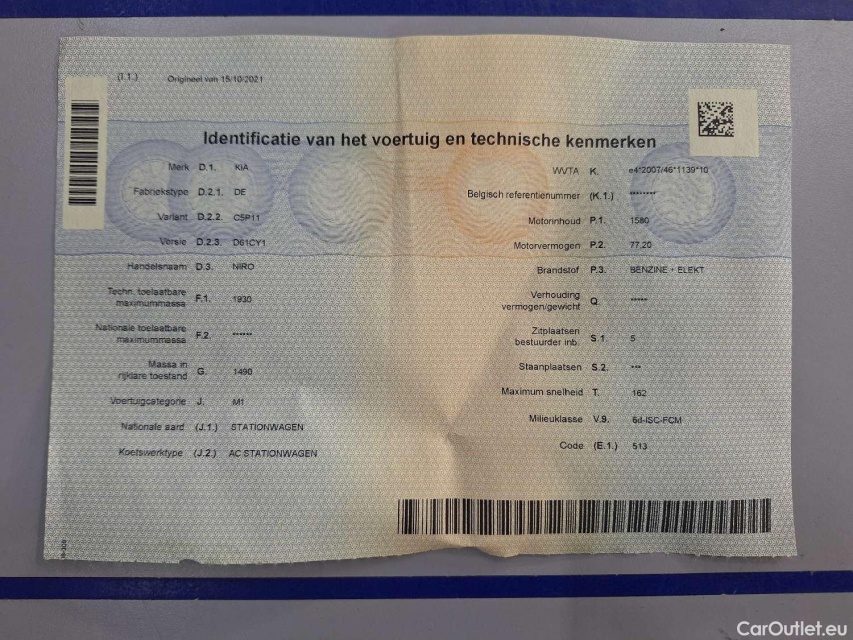 (I.1.) Origineel van 15/10/2021
Identificatie van het voertuig en technische kenmerken
Merk D.1. KIA
Fabriekstype D.2.1. DE
Variant D.2.2. C5P11
Versie D.2.3. D61CY1
Handelsnaam D.3. NIRO
Techn. toelaatbare
maximummassa F.1. 1930
Nationale toelaatbare
maximummassa F.2. ******
Massa in
rijklare toestand G. 1490
Voertuigcategorie J. M1
Nationale aard (J.1.) STATIONWAGEN
Koetswerktype (J.2.) AC STATIONWAGEN
WVTA K. e4*2007/46*1139*10
Belgisch referentienummer (K.1.) ********
Motorinhoud P.1. 1580
Motorvermogen P.2. 77,20
Brandstof P.3. BENZINE + ELEKT
Verhouding
vermogen/gewicht Q. *****
Zitplaatsen
bestuurder inb. S.1. 5
Staanplaatsen S.2. ***
Maximum snelheid T. 162
Milieuklasse V.9. 6d-ISC-FCM
Code (E.1.) 513
CarOutlet.eu